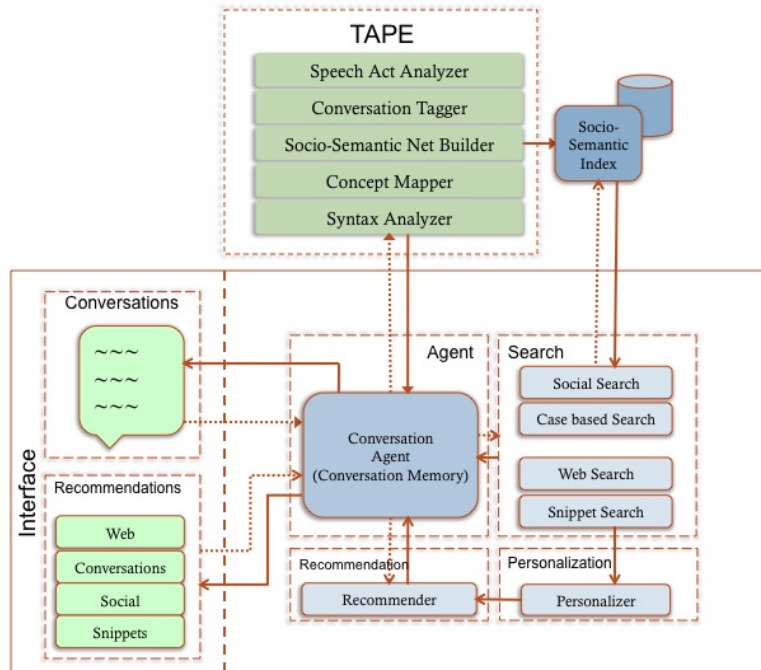 TAPE
Speech Act Analyzer
Conversation Tagger
Socio-Semantic Net Builder
Concept Mapper
Syntax Analyzer
Socio-
Semantic
Index
Interface
Conversations
~~~
~~~
~~~
Recommendations
Web
Conversations
Social
Snippets
Agent
Conversation
Agent
(Conversation Memory)
Search
Social Search
Case based Search
Web Search
Snippet Search
Recommendation
Recommender
Personalization
Personalizer